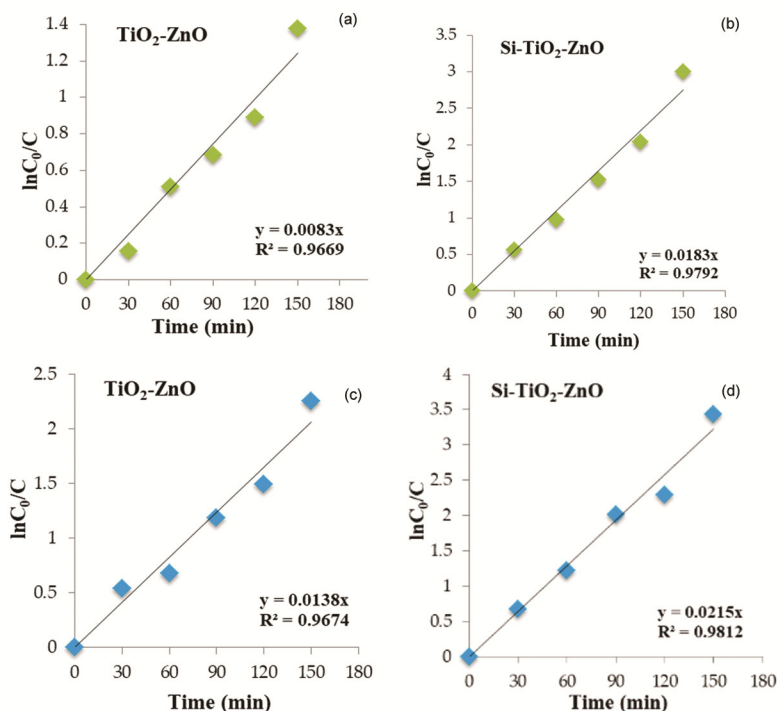 (a)
TiO₂-ZnO
1.4
1.2
1
0.8
0.6
0.4
0.2
0
lnC₀/C
y = 0.0083x
R² = 0.9669
0 30 60 90 120 150 180
Time (min)
(b)
Si-TiO₂-ZnO
3.5
3
2.5
2
1.5
1
0.5
0
lnC₀/C
y = 0.0183x
R² = 0.9792
0 30 60 90 120 150 180
Time (min)
(c)
TiO₂-ZnO
2.5
2
1.5
1
0.5
0
lnC₀/C
y = 0.0138x
R² = 0.9674
0 30 60 90 120 150 180
Time (min)
(d)
Si-TiO₂-ZnO
4
3.5
3
2.5
2
1.5
1
0.5
0
lnC₀/C
y = 0.0215x
R² = 0.9812
0 30 60 90 120 150 180
Time (min)